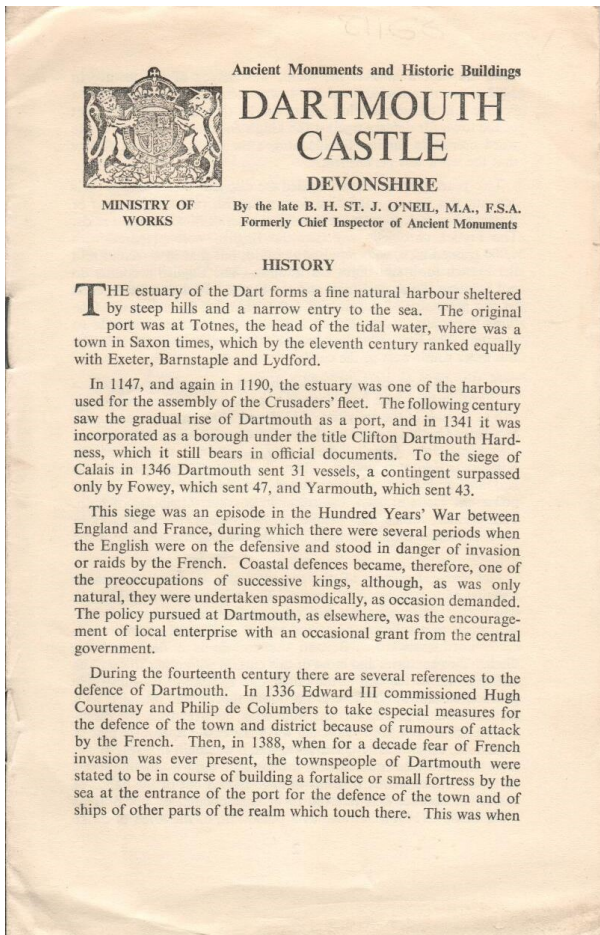 Ancient Monuments and Historic Buildings
DARTMOUTH
CASTLE
DEVONSHIRE
MINISTRY OF
WORKS
By the late B. H. ST. J. O'NEIL, M.A., F.S.A.
Formerly Chief Inspector of Ancient Monuments
HISTORY
THE estuary of the Dart forms a fine natural harbour sheltered
by steep hills and a narrow entry to the sea. The original
port was at Totnes, the head of the tidal water, where was a
town in Saxon times, which by the eleventh century ranked equally
with Exeter, Barnstaple and Lydford.
In 1147, and again in 1190, the estuary was one of the harbours
used for the assembly of the Crusaders' fleet. The following century
saw the gradual rise of Dartmouth as a port, and in 1341 it was
incorporated as a borough under the title Clifton Dartmouth Hard-
ness, which it still bears in official documents. To the siege of
Calais in 1346 Dartmouth sent 31 vessels, a contingent surpassed
only by Fowey, which sent 47, and Yarmouth, which sent 43.
This siege was an episode in the Hundred Years' War between
England and France, during which there were several periods when
the English were on the defensive and stood in danger of invasion
or raids by the French. Coastal defences became, therefore, one of
the preoccupations of successive kings, although, as was only
natural, they were undertaken spasmodically, as occasion demanded.
The policy pursued at Dartmouth, as elsewhere, was the encourage-
ment of local enterprise with an occasional grant from the central
government.
During the fourteenth century there are several references to the
defence of Dartmouth. In 1336 Edward III commissioned Hugh
Courtenay and Philip de Columbers to take especial measures for
the defence of the town and district because of rumours of attack
by the French. Then, in 1388, when for a decade fear of French
invasion was ever present, the townspeople of Dartmouth were
stated to be in course of building a fortalice or small fortress by the
sea at the entrance of the port for the defence of the town and of
ships of other parts of the realm which touch there. This was when